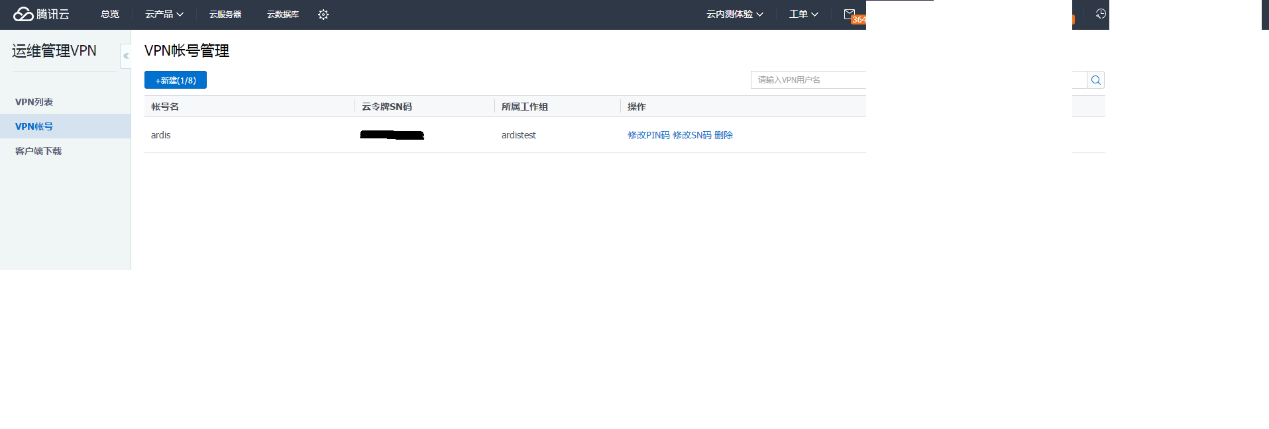 腾讯云 总览 云产品 云服务器 云数据库 云内测体验 工单 364
运维管理VPN
VPN帐号管理
+新建(1/8) 请输入VPN用户名
VPN列表
VPN帐号
客户端下载
帐号名 云令牌SN码 所属工作组 操作
ardis ardistest 修改PIN码 修改SN码 删除